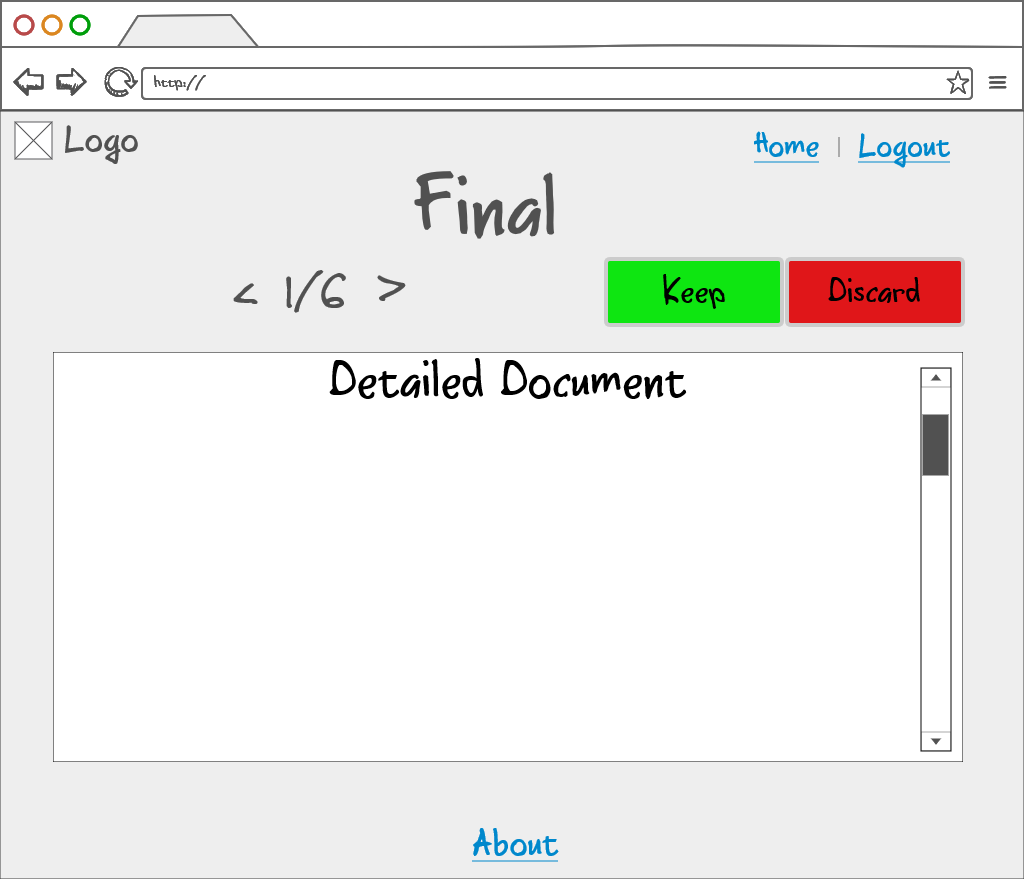 http://
Logo
Home | Logout
Final
< 1/6 >
Keep
Discard
Detailed Document
About